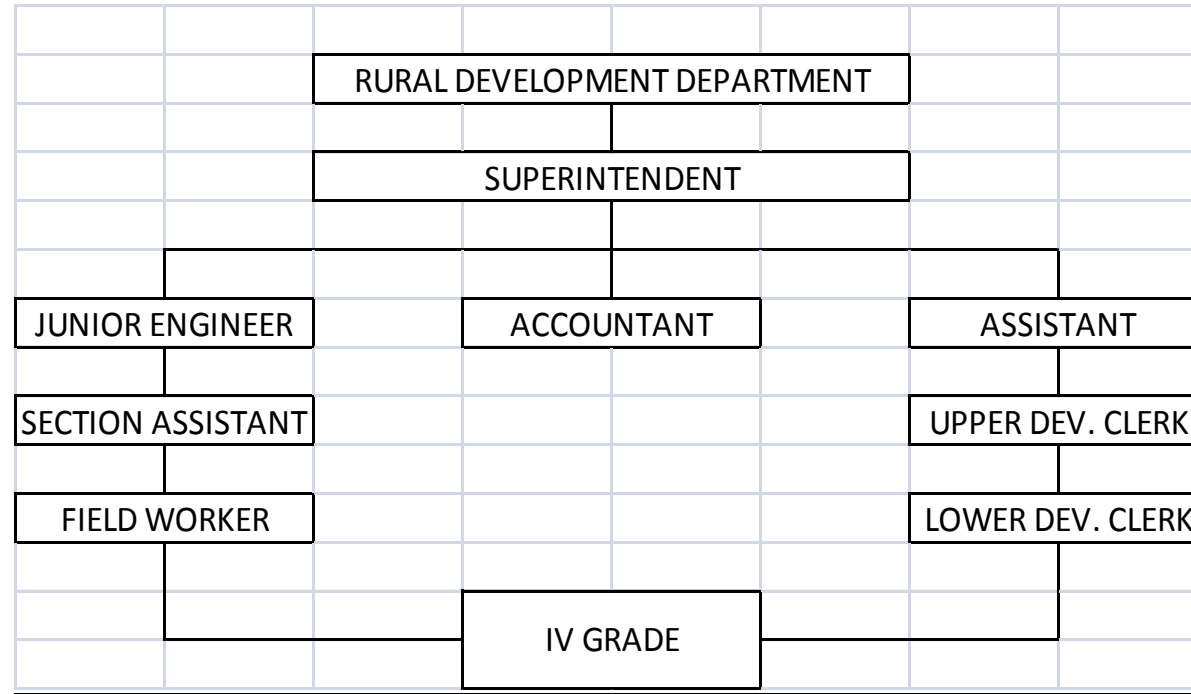 RURAL DEVELOPMENT DEPARTMENT
SUPERINTENDENT
JUNIOR ENGINEER
ACCOUNTANT
ASSISTANT
SECTION ASSISTANT
UPPER DEV. CLERK
FIELD WORKER
LOWER DEV. CLERK
IV GRADE